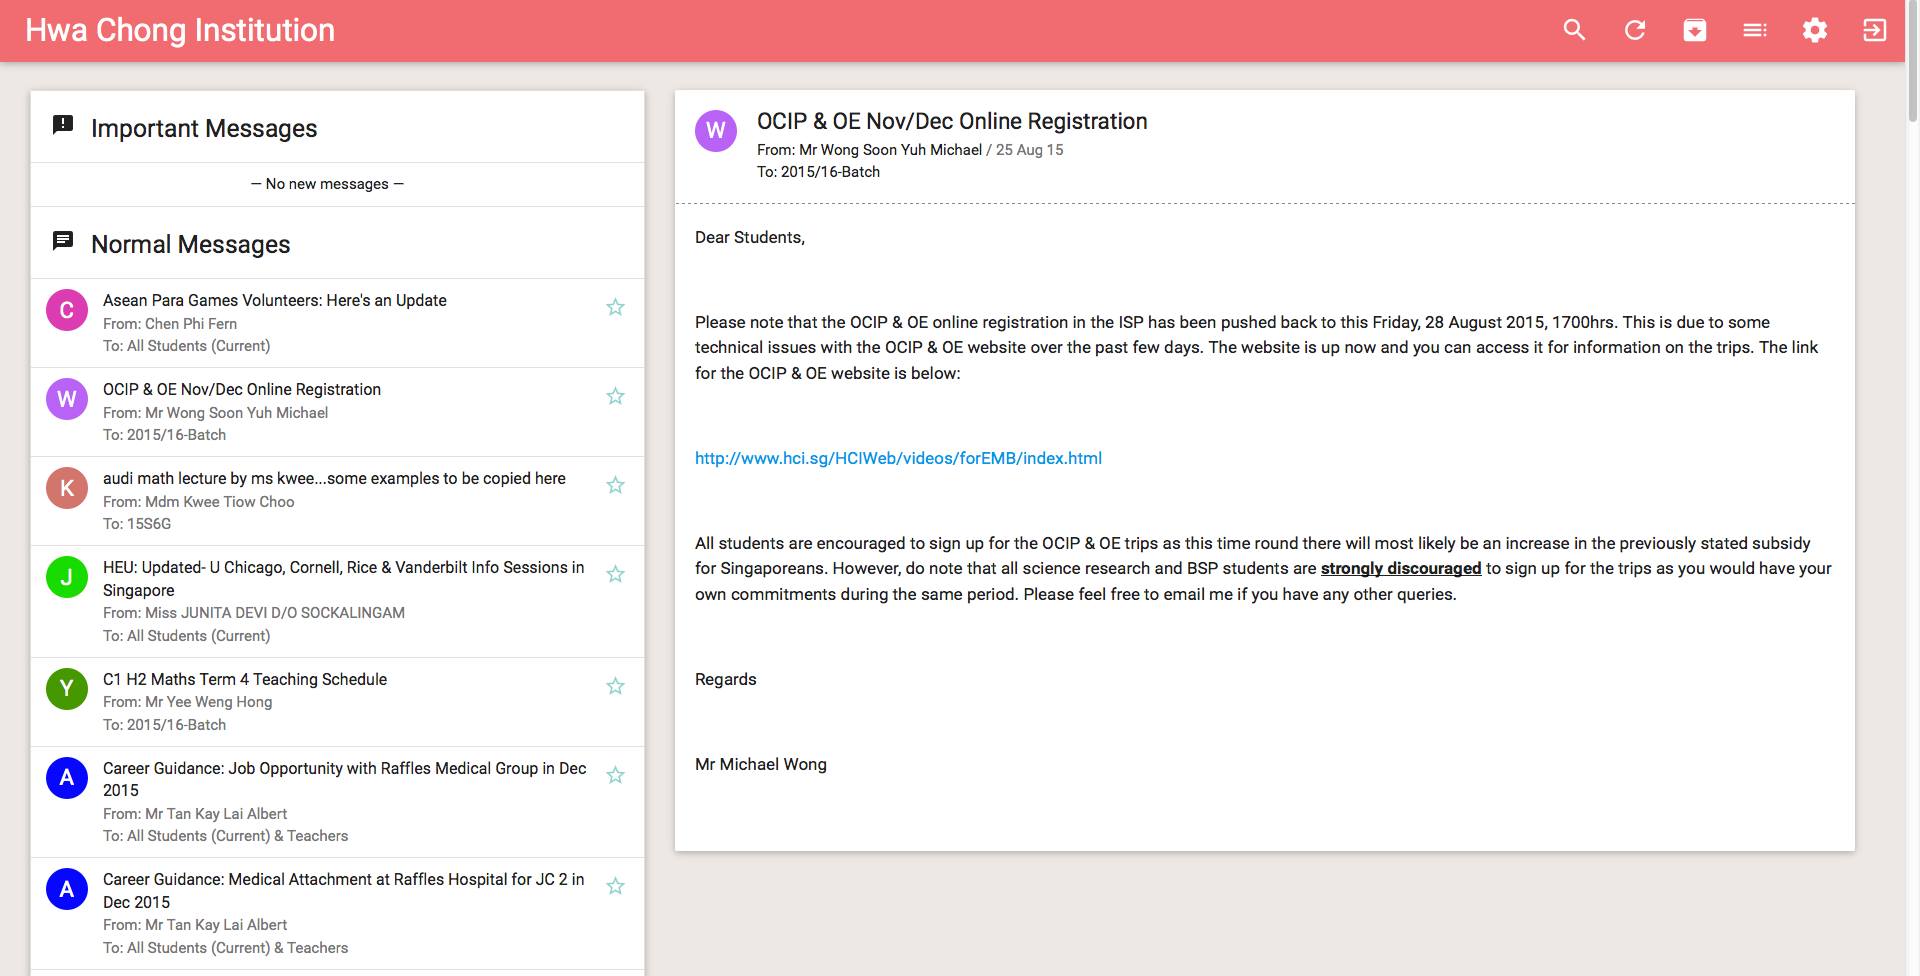 Hwa Chong Institution
Important Messages
— No new messages —
Normal Messages
C
Asean Para Games Volunteers: Here's an Update
From: Chen Phi Fern
To: All Students (Current)
W
OCIP & OE Nov/Dec Online Registration
From: Mr Wong Soon Yuh Michael
To: 2015/16-Batch
K
audi math lecture by ms kwee...some examples to be copied here
From: Mdm Kwee Tiow Choo
To: 15S6G
J
HEU: Updated- U Chicago, Cornell, Rice & Vanderbilt Info Sessions in
Singapore
From: Miss JUNITA DEVI D/O SOCKALINGAM
To: All Students (Current)
Y
C1 H2 Maths Term 4 Teaching Schedule
From: Mr Yee Weng Hong
To: 2015/16-Batch
A
Career Guidance: Job Opportunity with Raffles Medical Group in Dec
2015
From: Mr Tan Kay Lai Albert
To: All Students (Current) & Teachers
A
Career Guidance: Medical Attachment at Raffles Hospital for JC 2 in
Dec 2015
From: Mr Tan Kay Lai Albert
To: All Students (Current) & Teachers
W
OCIP & OE Nov/Dec Online Registration
From: Mr Wong Soon Yuh Michael / 25 Aug 15
To: 2015/16-Batch
Dear Students,
Please note that the OCIP & OE online registration in the ISP has been pushed back to this Friday, 28 August 2015, 1700hrs. This is due to some
technical issues with the OCIP & OE website over the past few days. The website is up now and you can access it for information on the trips. The link
for the OCIP & OE website is below:
http://www.hci.sg/HCIWeb/videos/forEMB/index.html
All students are encouraged to sign up for the OCIP & OE trips as this time round there will most likely be an increase in the previously stated subsidy
for Singaporeans. However, do note that all science research and BSP students are strongly discouraged to sign up for the trips as you would have your
own commitments during the same period. Please feel free to email me if you have any other queries.
Regards
Mr Michael Wong